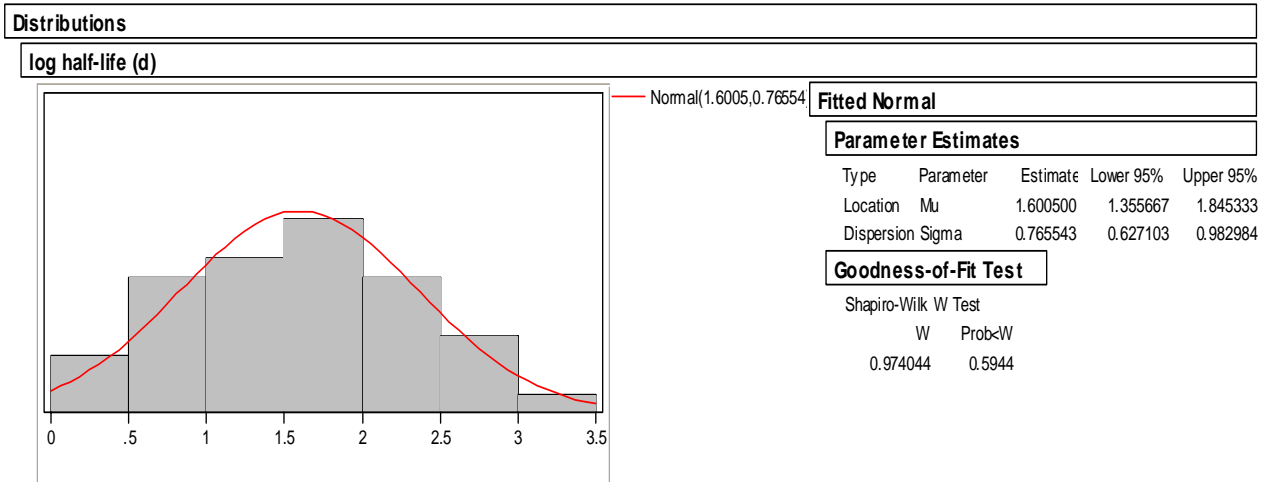 Distributions
log half-life (d)
Normal(1.6005,0.76554
0 .5 1 1.5 2 2.5 3 3.5
Fitted Normal
Parameter Estimates
Type Parameter Estimate Lower 95% Upper 95%
Location Mu 1.600500 1.355667 1.845333
Dispersion Sigma 0.765543 0.627103 0.982984
Goodness-of-Fit Test
Shapiro-Wilk W Test
W Prob<W
0.974044 0.5944